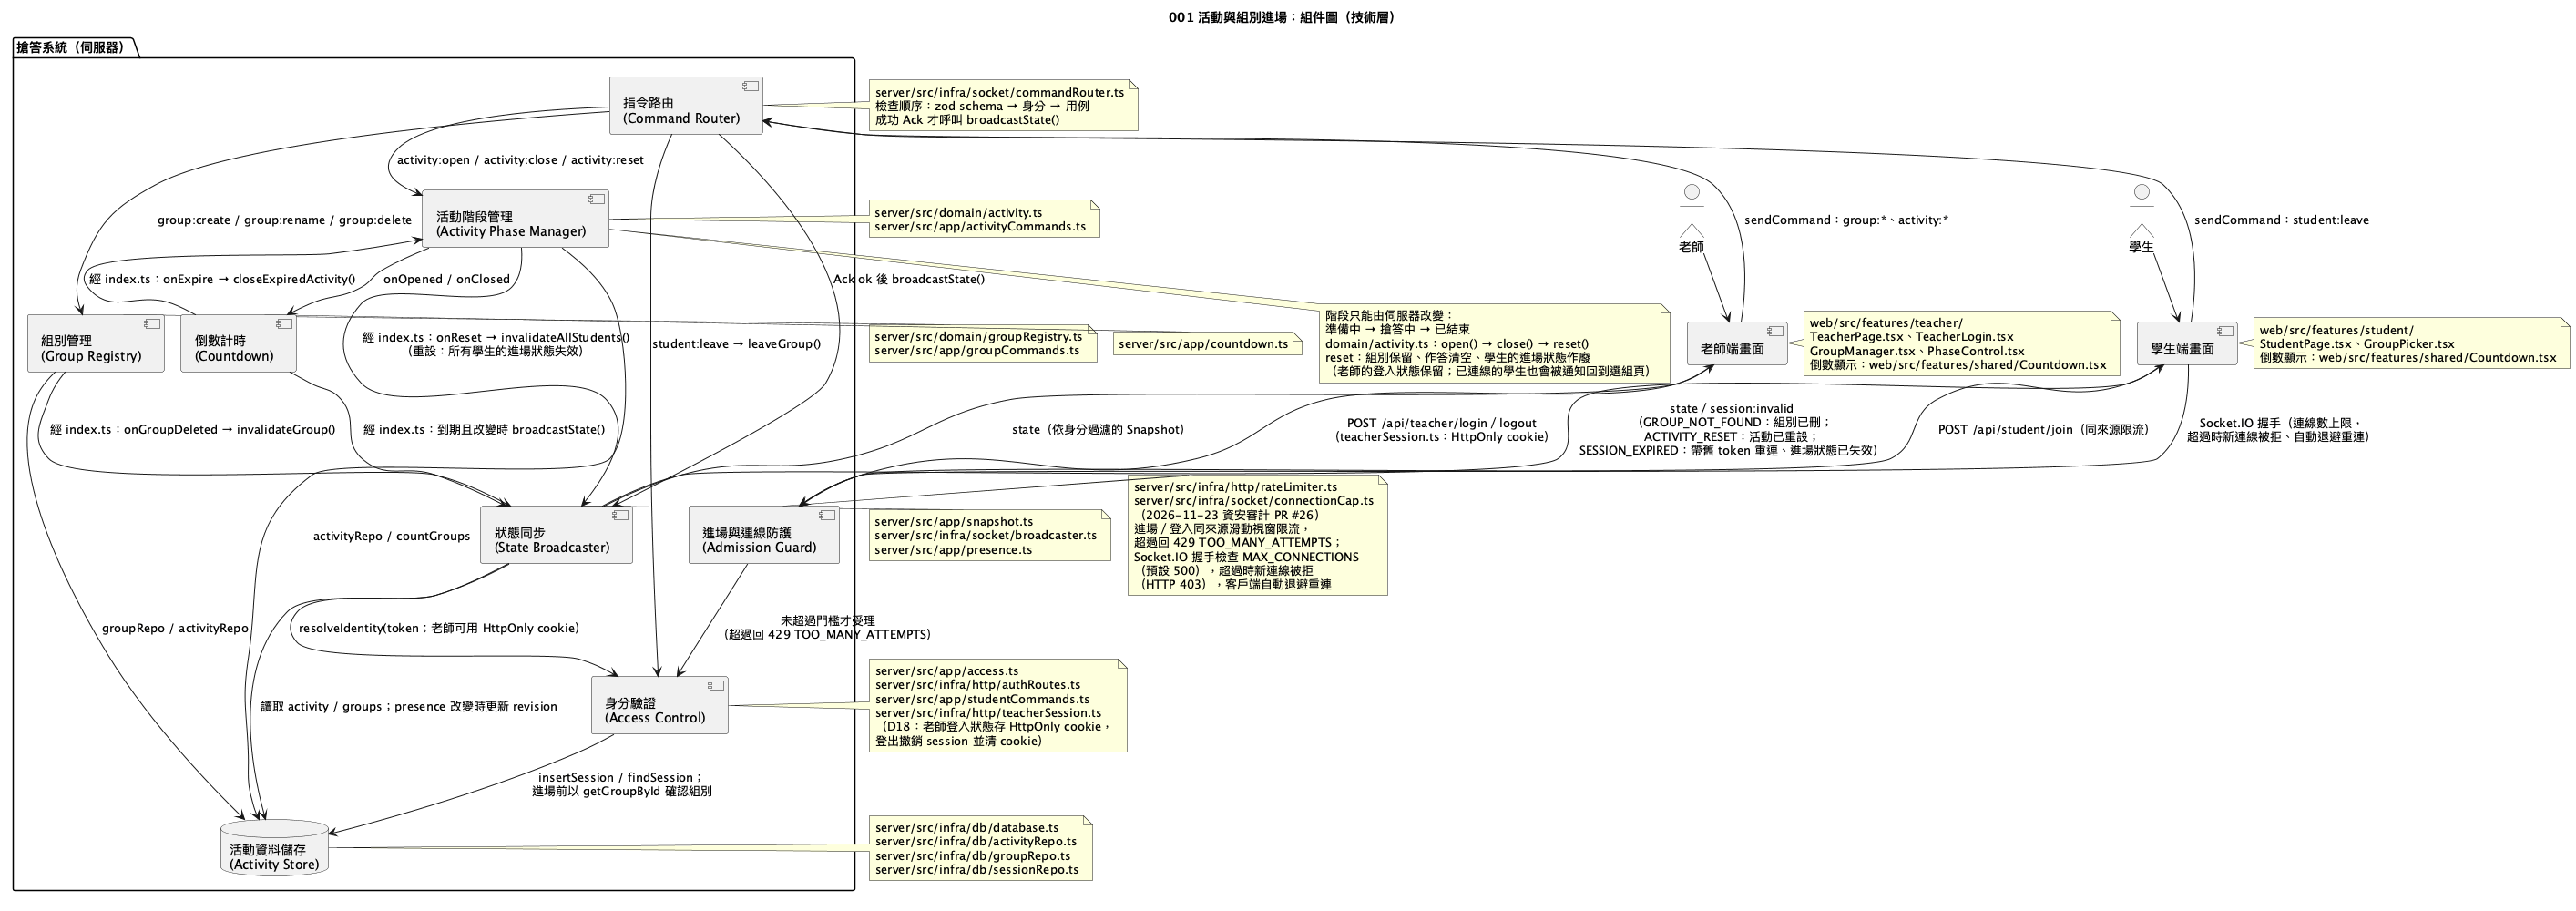 001 活動與組別進場：組件圖（技術層）
搶答系統（伺服器）
指令路由
(Command Router)
server/src/infra/socket/commandRouter.ts
檢查順序：zod schema → 身分 → 用例
成功 Ack 才呼叫 broadcastState()
activity:open / activity:close / activity:reset
group:create / group:rename / group:delete
活動階段管理
(Activity Phase Manager)
server/src/domain/activity.ts
server/src/app/activityCommands.ts
老師
sendCommand：group:*、activity:*
學生
sendCommand：student:leave
經 index.ts：onExpire → closeExpiredActivity()
onOpened / onClosed
Ack ok 後 broadcastState()
組別管理
(Group Registry)
倒數計時
(Countdown)
經 index.ts：onReset → invalidateAllStudents()
（重設：所有學生的進場狀態失效）
student:leave → leaveGroup()
server/src/domain/groupRegistry.ts
server/src/app/groupCommands.ts
server/src/app/countdown.ts
階段只能由伺服器改變：
準備中 → 搶答中 → 已結束
domain/activity.ts：open() → close() → reset()
reset：組別保留、作答清空、學生的進場狀態作廢
（老師的登入狀態保留；已連線的學生也會被通知回到選組頁）
老師端畫面
web/src/features/teacher/
TeacherPage.tsx、TeacherLogin.tsx
GroupManager.tsx、PhaseControl.tsx
倒數顯示：web/src/features/shared/Countdown.tsx
學生端畫面
web/src/features/student/
StudentPage.tsx、GroupPicker.tsx
倒數顯示：web/src/features/shared/Countdown.tsx
經 index.ts：onGroupDeleted → invalidateGroup()
經 index.ts：到期且改變時 broadcastState()
state（依身分過濾的 Snapshot）
POST /api/teacher/login / logout
（teacherSession.ts：HttpOnly cookie）
state / session:invalid
（GROUP_NOT_FOUND：組別已刪；
ACTIVITY_RESET：活動已重設；
SESSION_EXPIRED：帶舊 token 重連、進場狀態已失效）
POST /api/student/join（同來源限流）
Socket.IO 握手（連線數上限，
超過時新連線被拒、自動退避重連）
activityRepo / countGroups
狀態同步
(State Broadcaster)
進場與連線防護
(Admission Guard)
server/src/app/snapshot.ts
server/src/infra/socket/broadcaster.ts
server/src/app/presence.ts
server/src/infra/http/rateLimiter.ts
server/src/infra/socket/connectionCap.ts
（2026-11-23 資安審計 PR #26）
進場 / 登入同來源滑動視窗限流，
超過回 429 TOO_MANY_ATTEMPTS；
Socket.IO 握手檢查 MAX_CONNECTIONS
（預設 500），超過時新連線被拒
（HTTP 403），客戶端自動退避重連
groupRepo / activityRepo
resolveIdentity(token；老師可用 HttpOnly cookie)
未超過門檻才受理
（超過回 429 TOO_MANY_ATTEMPTS）
讀取 activity / groups；presence 改變時更新 revision
身分驗證
(Access Control)
server/src/app/access.ts
server/src/infra/http/authRoutes.ts
server/src/app/studentCommands.ts
server/src/infra/http/teacherSession.ts
（D18：老師登入狀態存 HttpOnly cookie，
登出撤銷 session 並清 cookie）
insertSession / findSession；
進場前以 getGroupById 確認組別
活動資料儲存
(Activity Store)
server/src/infra/db/database.ts
server/src/infra/db/activityRepo.ts
server/src/infra/db/groupRepo.ts
server/src/infra/db/sessionRepo.ts